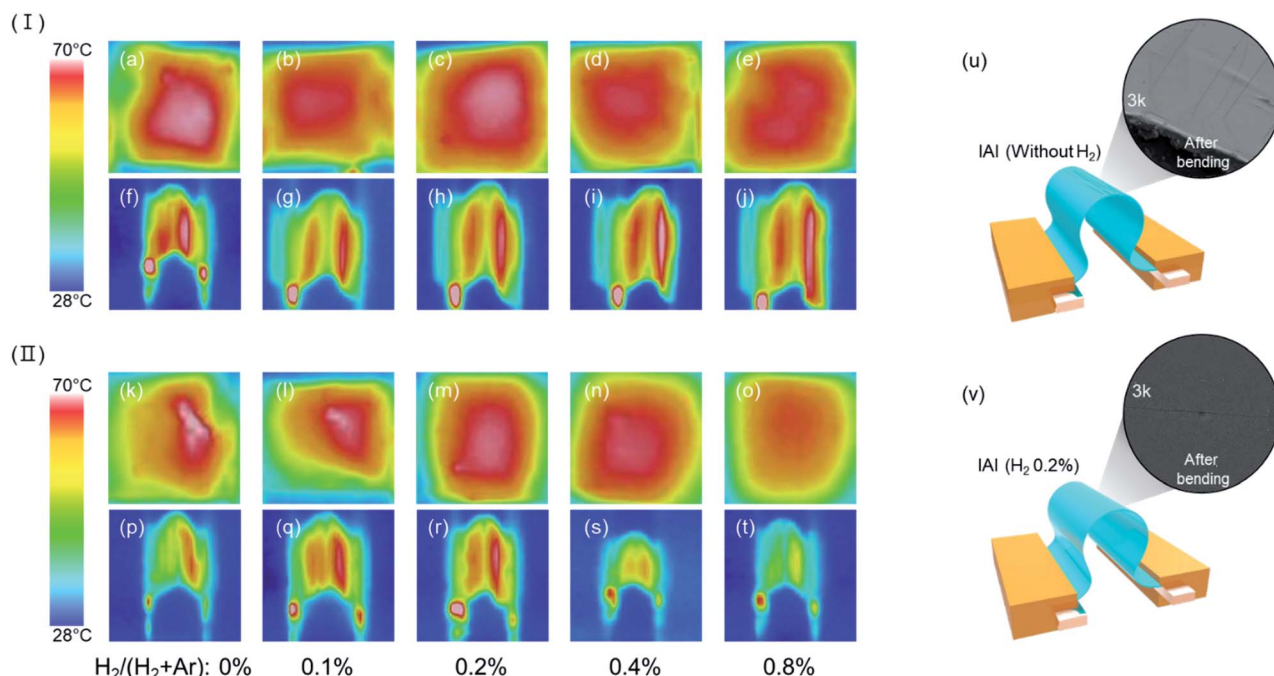 (Ⅰ)
70°C
28°C
(a)
(b)
(c)
(d)
(e)
(f)
(g)
(h)
(i)
(j)
(Ⅱ)
70°C
28°C
(k)
(l)
(m)
(n)
(o)
(p)
(q)
(r)
(s)
(t)
H₂/(H₂+Ar): 0%
0.1%
0.2%
0.4%
0.8%
(u)
3k
After
bending
IAI (Without H₂)
(v)
3k
After
bending
IAI (H₂ 0.2%)